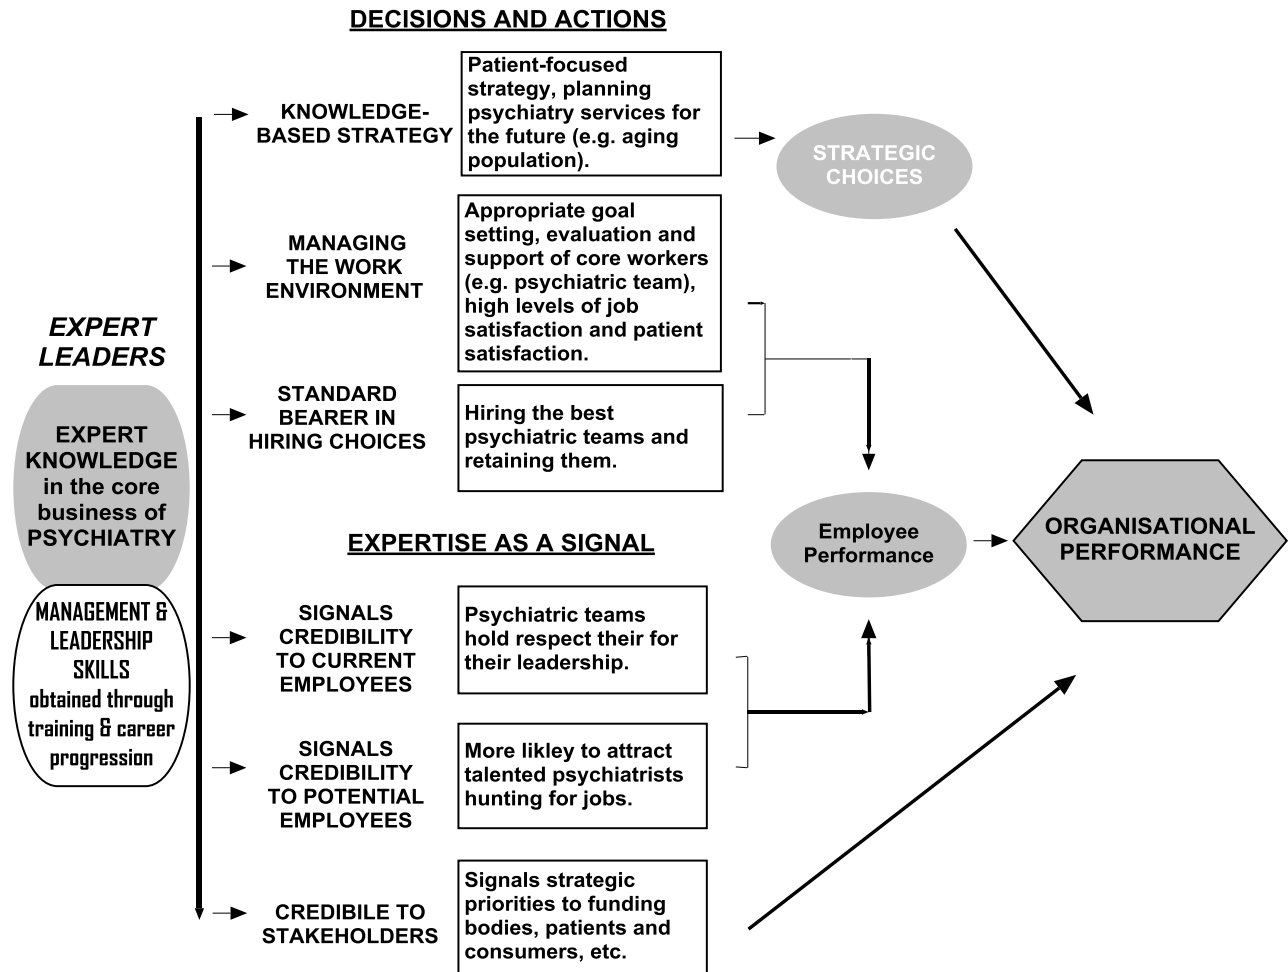 DECISIONS AND ACTIONS
KNOWLEDGE-
BASED STRATEGY
Patient-focused
strategy, planning
psychiatry services for
the future (e.g. aging
population).
STRATEGIC
CHOICES
MANAGING
THE WORK
ENVIRONMENT
Appropriate goal
setting, evaluation and
support of core workers
(e.g. psychiatric team),
high levels of job
satisfaction and patient
satisfaction.
EXPERT
LEADERS
STANDARD
BEARER IN
HIRING CHOICES
Hiring the best
psychiatric teams and
retaining them.
EXPERT
KNOWLEDGE
in the core
business of
PSYCHIATRY
MANAGEMENT &
LEADERSHIP
SKILLS
obtained through
training & career
progression
Employee
Performance
ORGANISATIONAL
PERFORMANCE
EXPERTISE AS A SIGNAL
SIGNALS
CREDIBILITY
TO CURRENT
EMPLOYEES
Psychiatric teams
hold respect their for
their leadership.
SIGNALS
CREDIBILITY
TO POTENTIAL
EMPLOYEES
More likley to attract
talented psychiatrists
hunting for jobs.
CREDIBILE TO
STAKEHOLDERS
Signals strategic
priorities to funding
bodies, patients and
consumers, etc.